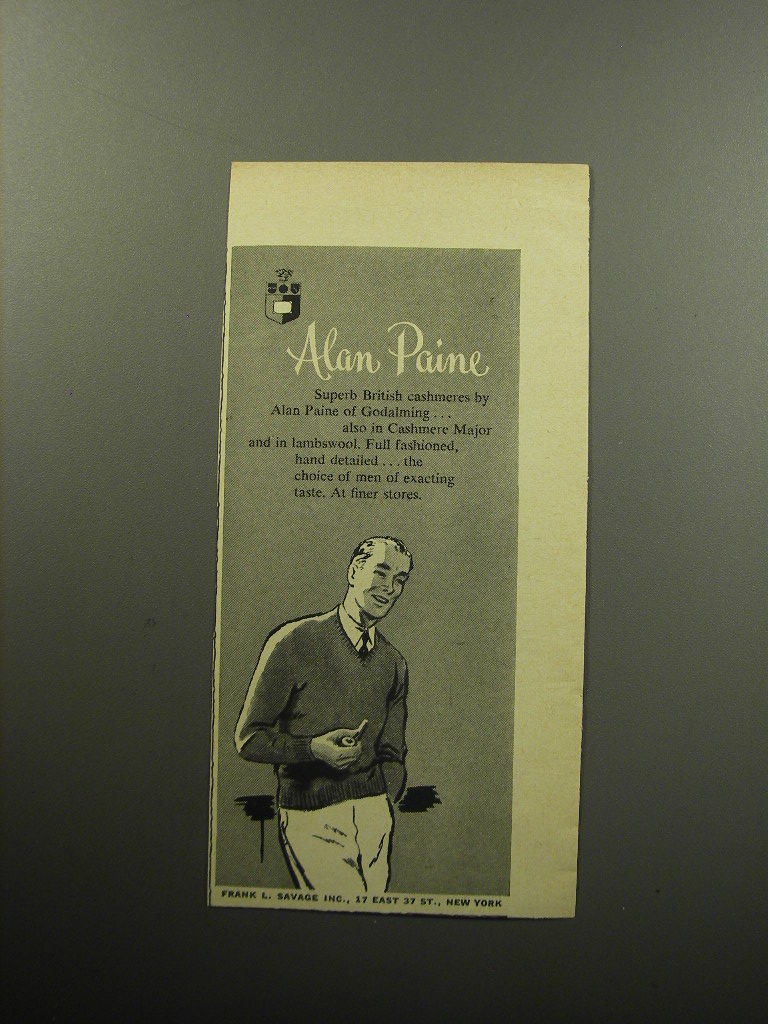 Alan Paine
Superb British cashmeres by
Alan Paine of Godalming . . .
also in Cashmere Major
and in lambswool. Full fashioned,
hand detailed . . . the
choice of men of exacting
taste. At finer stores.
FRANK L. SAVAGE INC., 17 EAST 37 ST., NEW YORK